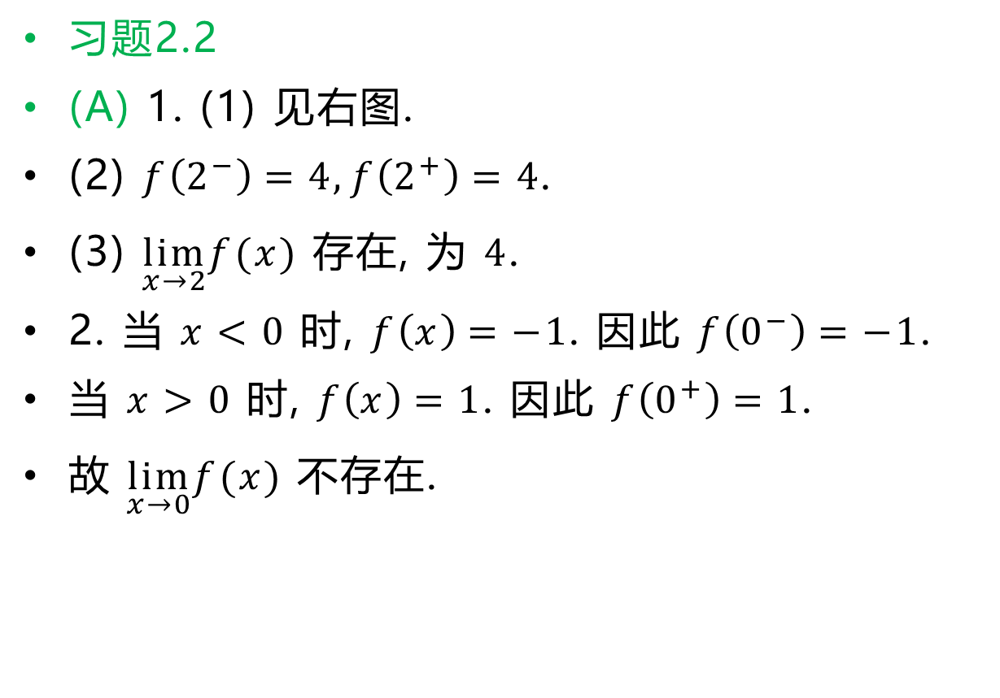 • 习题2.2
• (A) 1. (1) 见右图.
• (2) f(2⁻) = 4, f(2⁺) = 4.
• (3) lim_{x→2} f(x) 存在, 为 4.
• 2. 当 x < 0 时, f(x) = −1. 因此 f(0⁻) = −1.
• 当 x > 0 时, f(x) = 1. 因此 f(0⁺) = 1.
• 故 lim_{x→0} f(x) 不存在.